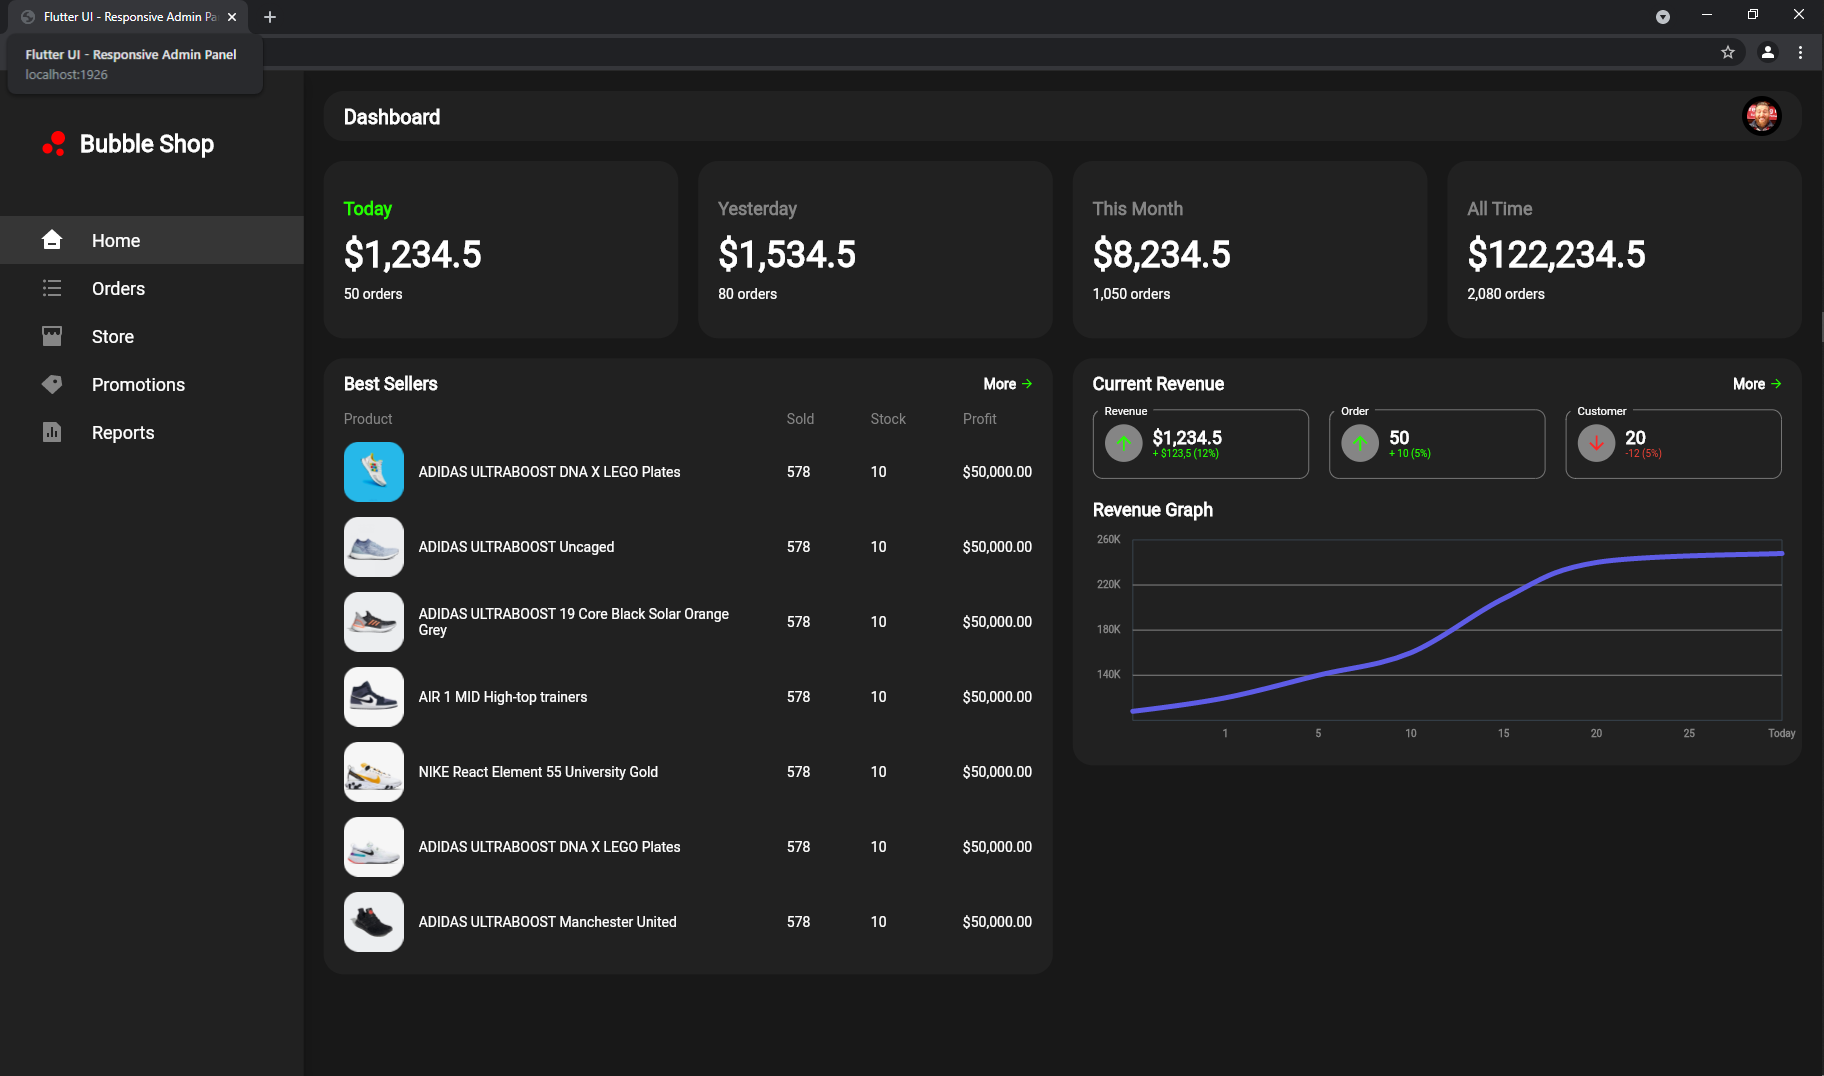 Flutter UI - Responsive Admin Pa
Flutter UI - Responsive Admin Panel
localhost:1926
Bubble Shop
Home
Orders
Store
Promotions
Reports
Dashboard
Today
$1,234.5
50 orders
Yesterday
$1,534.5
80 orders
This Month
$8,234.5
1,050 orders
All Time
$122,234.5
2,080 orders
Best Sellers
More
Product Sold Stock Profit
ADIDAS ULTRABOOST DNA X LEGO Plates 578 10 $50,000.00
ADIDAS ULTRABOOST Uncaged 578 10 $50,000.00
ADIDAS ULTRABOOST 19 Core Black Solar Orange
Grey 578 10 $50,000.00
AIR 1 MID High-top trainers 578 10 $50,000.00
NIKE React Element 55 University Gold 578 10 $50,000.00
ADIDAS ULTRABOOST DNA X LEGO Plates 578 10 $50,000.00
ADIDAS ULTRABOOST Manchester United 578 10 $50,000.00
Current Revenue
More
Revenue
$1,234.5
+ $123,5 (12%)
Order
50
+ 10 (5%)
Customer
20
-12 (5%)
Revenue Graph
260K
220K
180K
140K
1 5 10 15 20 25 Today